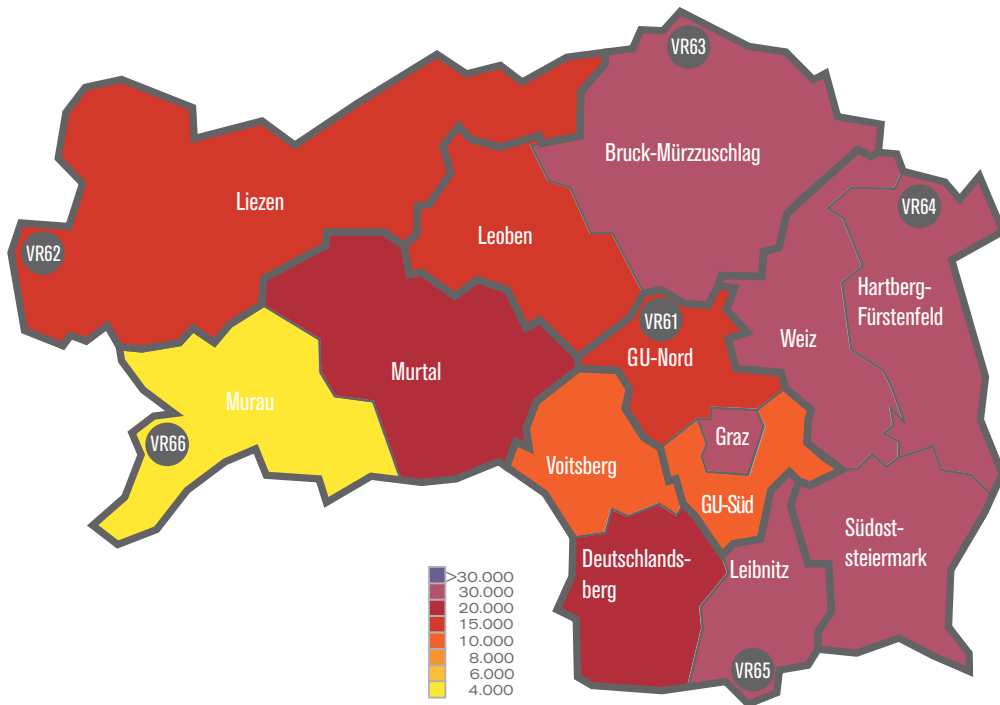 VR63
Bruck-Mürzzuschlag
VR64
Liezen
Leoben
VR62
Hartberg-
Fürstenfeld
VR61
GU-Nord
Weiz
Murtal
Murau
VR66
Graz
Voitsberg
GU-Süd
Südost-
steiermark
Deutschlands-
berg
Leibnitz
VR65
>30.000
30.000
20.000
15.000
10.000
8.000
6.000
4.000